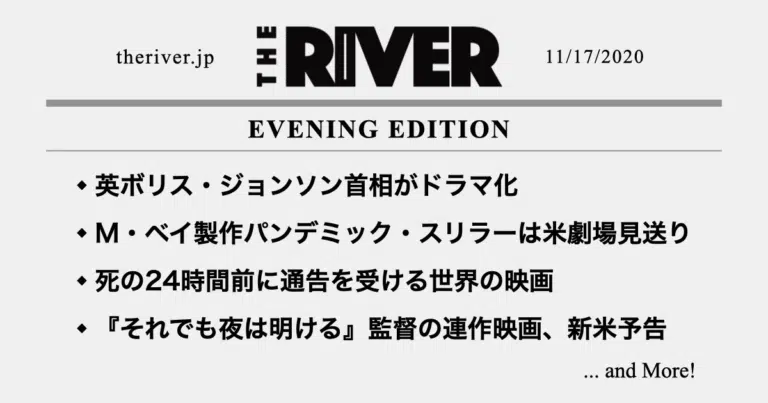 theriver.jp
THE RIVER
11/17/2020
EVENING EDITION
◆ 英ボリス・ジョンソン首相がドラマ化
◆ M・ベイ製作パンデミック・スリラーは米劇場見送り
◆ 死の24時間前に通告を受ける世界の映画
◆ 『それでも夜は明ける』監督の連作映画、新米予告
... and More!